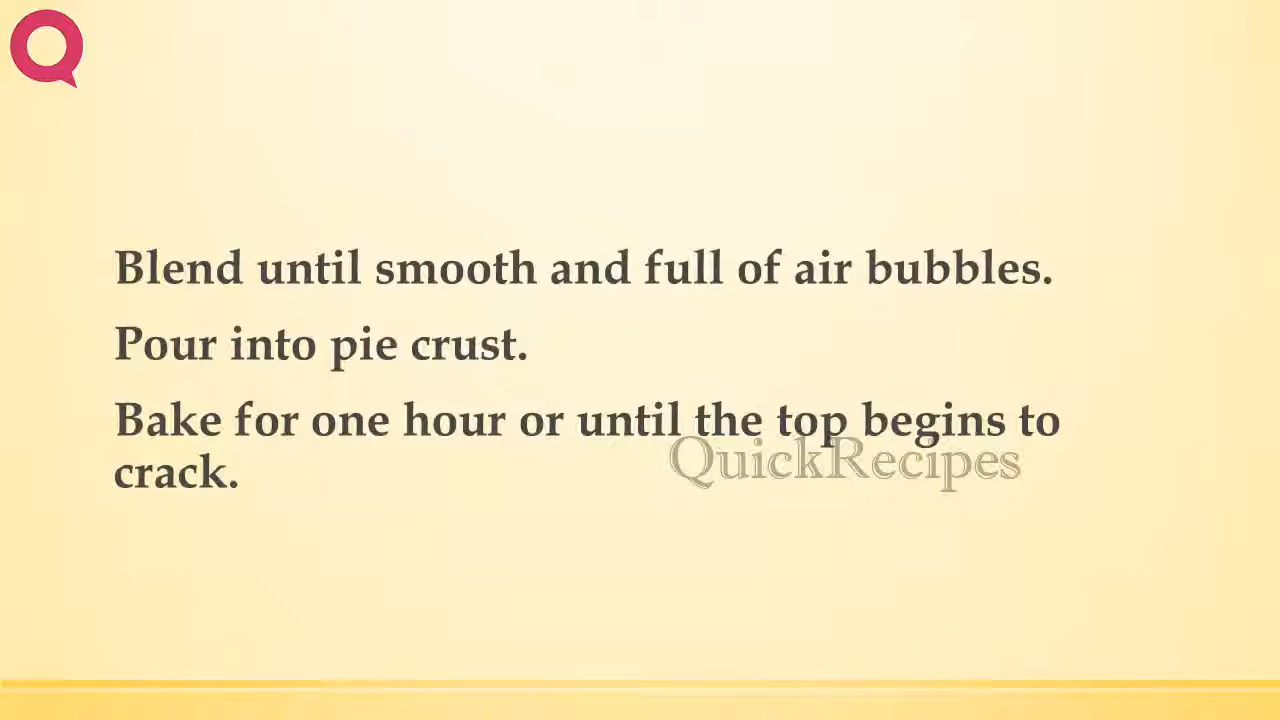 Blend until smooth and full of air bubbles.
Pour into pie crust.
Bake for one hour or until the top begins to
crack.
QuickRecipes